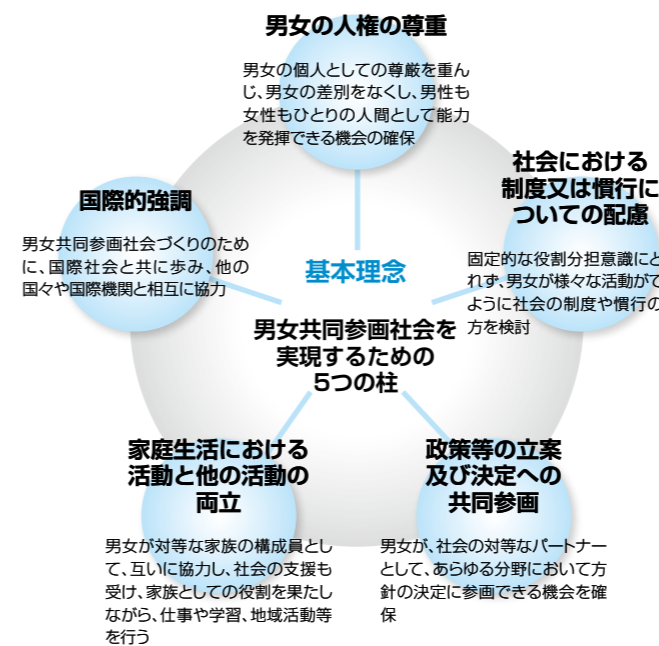 男女の人権の尊重
男女の個人としての尊厳を重ん
じ、男女の差別をなくし、男性も
女性もひとりの人間として能力
を発揮できる機会の確保
社会における
制度又は慣行に
ついての配慮
固定的な役割分担意識にと
れず、男女が様々な活動がで
ように社会の制度や慣行の
方を検討
国際的強調
男女共同参画社会づくりのため
に、国際社会と共に歩み、他の
国々や国際機関と相互に協力
基本理念
男女共同参画社会を
実現するための
5つの柱
家庭生活における
活動と他の活動の
両立
男女が対等な家族の構成員とし
て、互いに協力し、社会の支援も
受け、家族としての役割を果たし
ながら、仕事や学習、地域活動等
を行う
政策等の立案
及び決定への
共同参画
男女が、社会の対等なパートナー
として、あらゆる分野において方
針の決定に参画できる機会を確
保